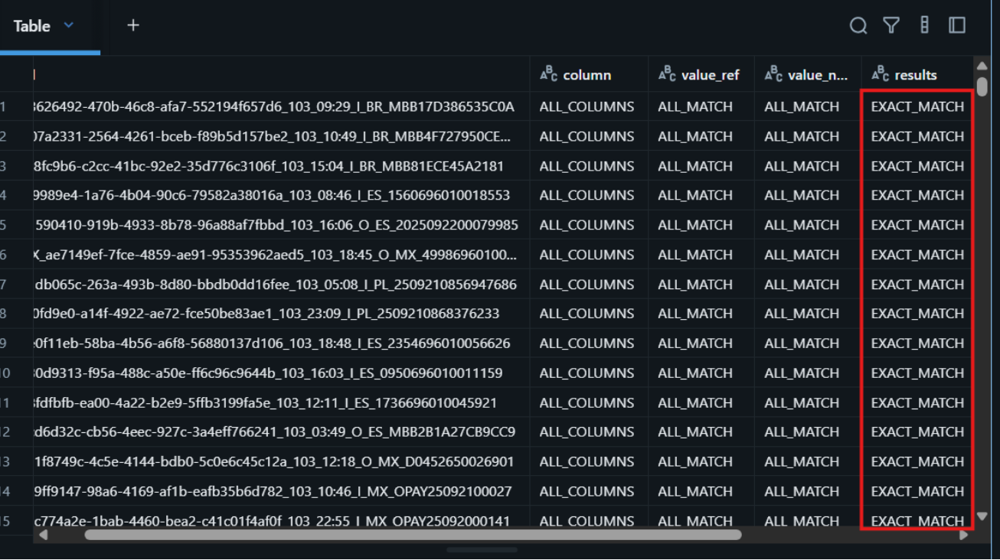 Table +
column value_ref value_n... results
1 3626492-470b-46c8-afa7-552194f657d6_103_09:29_I_BR_MBB17D386535C0A ALL_COLUMNS ALL_MATCH ALL_MATCH EXACT_MATCH
2 07a2331-2564-4261-bceb-f89b5d157be2_103_10:49_I_BR_MBB4F727950CE... ALL_COLUMNS ALL_MATCH ALL_MATCH EXACT_MATCH
3 8fc9b6-c2cc-41bc-92e2-35d776c3106f_103_15:04_I_BR_MBB81ECE45A2181 ALL_COLUMNS ALL_MATCH ALL_MATCH EXACT_MATCH
4 9989e4-1a76-4b04-90c6-79582a38016a_103_08:46_I_ES_1560696010018553 ALL_COLUMNS ALL_MATCH ALL_MATCH EXACT_MATCH
5 590410-919b-4933-8b78-96a88af7fbbd_103_16:06_O_ES_2025092200079985 ALL_COLUMNS ALL_MATCH ALL_MATCH EXACT_MATCH
6 X_ae7149ef-7fce-4859-ae91-95353962aed5_103_18:45_O_MX_49986960100... ALL_COLUMNS ALL_MATCH ALL_MATCH EXACT_MATCH
7 db065c-263a-493b-8d80-bbdb0dd16fee_103_05:08_I_PL_2509210856947686 ALL_COLUMNS ALL_MATCH ALL_MATCH EXACT_MATCH
8 0fd9e0-a14f-4922-ae72-fce50be83ae1_103_23:09_I_PL_2509210868376233 ALL_COLUMNS ALL_MATCH ALL_MATCH EXACT_MATCH
9 e0f11eb-58ba-4b56-a6f8-56880137d106_103_18:48_I_ES_2354696010056626 ALL_COLUMNS ALL_MATCH ALL_MATCH EXACT_MATCH
10 30d9313-f95a-488c-a50e-ff6c96c9644b_103_16:03_I_ES_0950696010011159 ALL_COLUMNS ALL_MATCH ALL_MATCH EXACT_MATCH
11 3fdfbfb-ea00-4a22-b2e9-5ffb3199fa5e_103_12:11_I_ES_1736696010045921 ALL_COLUMNS ALL_MATCH ALL_MATCH EXACT_MATCH
12 d6d32c-cb56-4eec-927c-3a4eff766241_103_03:49_O_ES_MBB2B1A27CB9CC9 ALL_COLUMNS ALL_MATCH ALL_MATCH EXACT_MATCH
13 1f8749c-4c5e-4144-bdb0-5c0e6c45c12a_103_12:18_O_MX_D0452650026901 ALL_COLUMNS ALL_MATCH ALL_MATCH EXACT_MATCH
14 9ff9147-98a6-4169-af1b-eafb35b6d782_103_10:46_I_MX_OPAY25092100027 ALL_COLUMNS ALL_MATCH ALL_MATCH EXACT_MATCH
15 c774a2e-1bab-4460-bea2-c41c01f4af0f_103_22:55_I_MX_OPAY25092000141 ALL_COLUMNS ALL_MATCH ALL_MATCH EXACT_MATCH